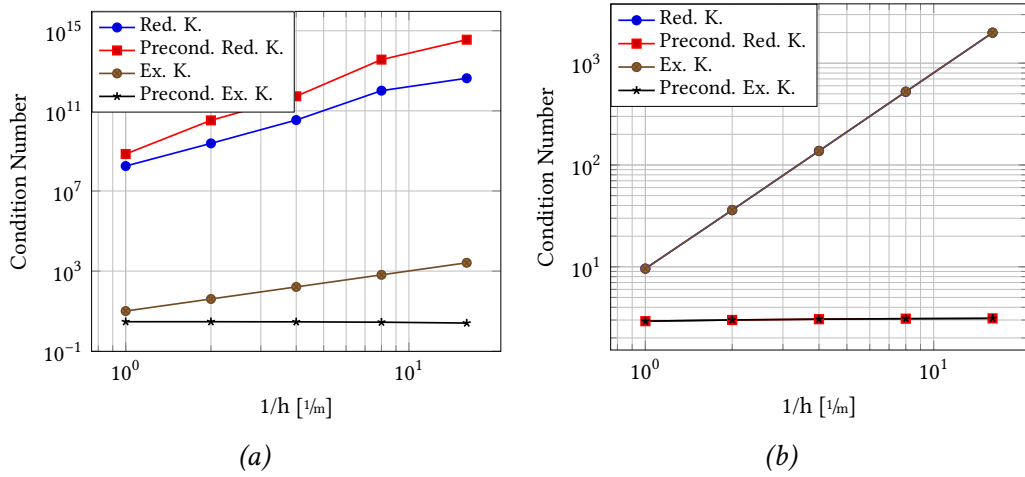 10^15
10^11
10^7
10^3
10^−1
Condition Number
Red. K.
Precond. Red. K.
Ex. K.
Precond. Ex. K.
10^0
10^1
1/h [1/m]
(a)
10^3
10^2
10^1
Condition Number
Red. K.
Precond. Red. K.
Ex. K.
Precond. Ex. K.
10^0
10^1
1/h [1/m]
(b)